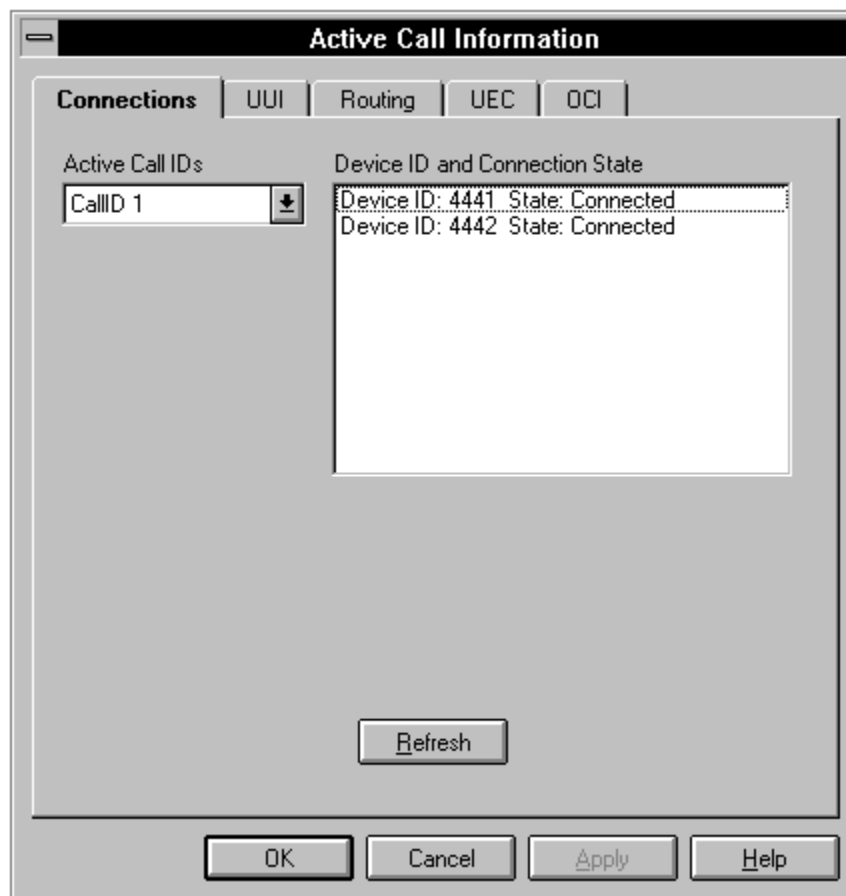 Active Call Information
Connections UUI Routing UEC OCI
Active Call IDs
CallID 1
Device ID and Connection State
Device ID: 4441 State: Connected
Device ID: 4442 State: Connected
Refresh
OK Cancel Apply Help